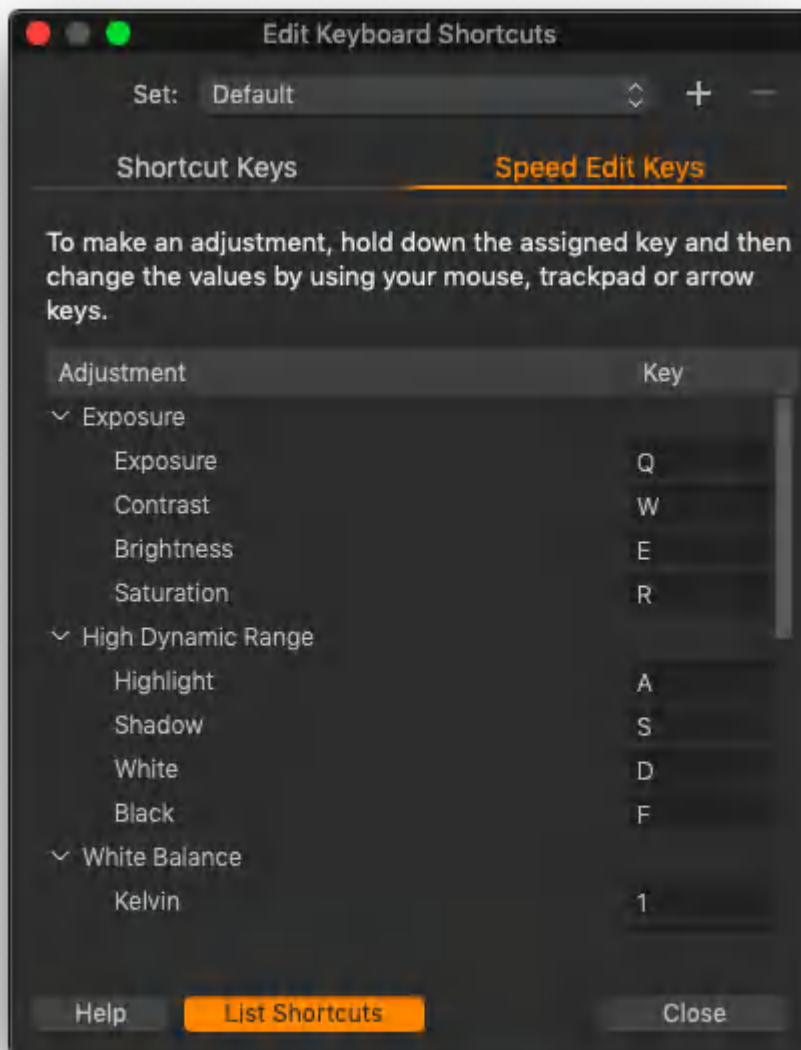 Edit Keyboard Shortcuts
Set: Default
Shortcut Keys Speed Edit Keys
To make an adjustment, hold down the assigned key and then
change the values by using your mouse, trackpad or arrow
keys.
Adjustment Key
Exposure
Exposure Q
Contrast W
Brightness E
Saturation R
High Dynamic Range
Highlight A
Shadow S
White D
Black F
White Balance
Kelvin 1
Help List Shortcuts Close